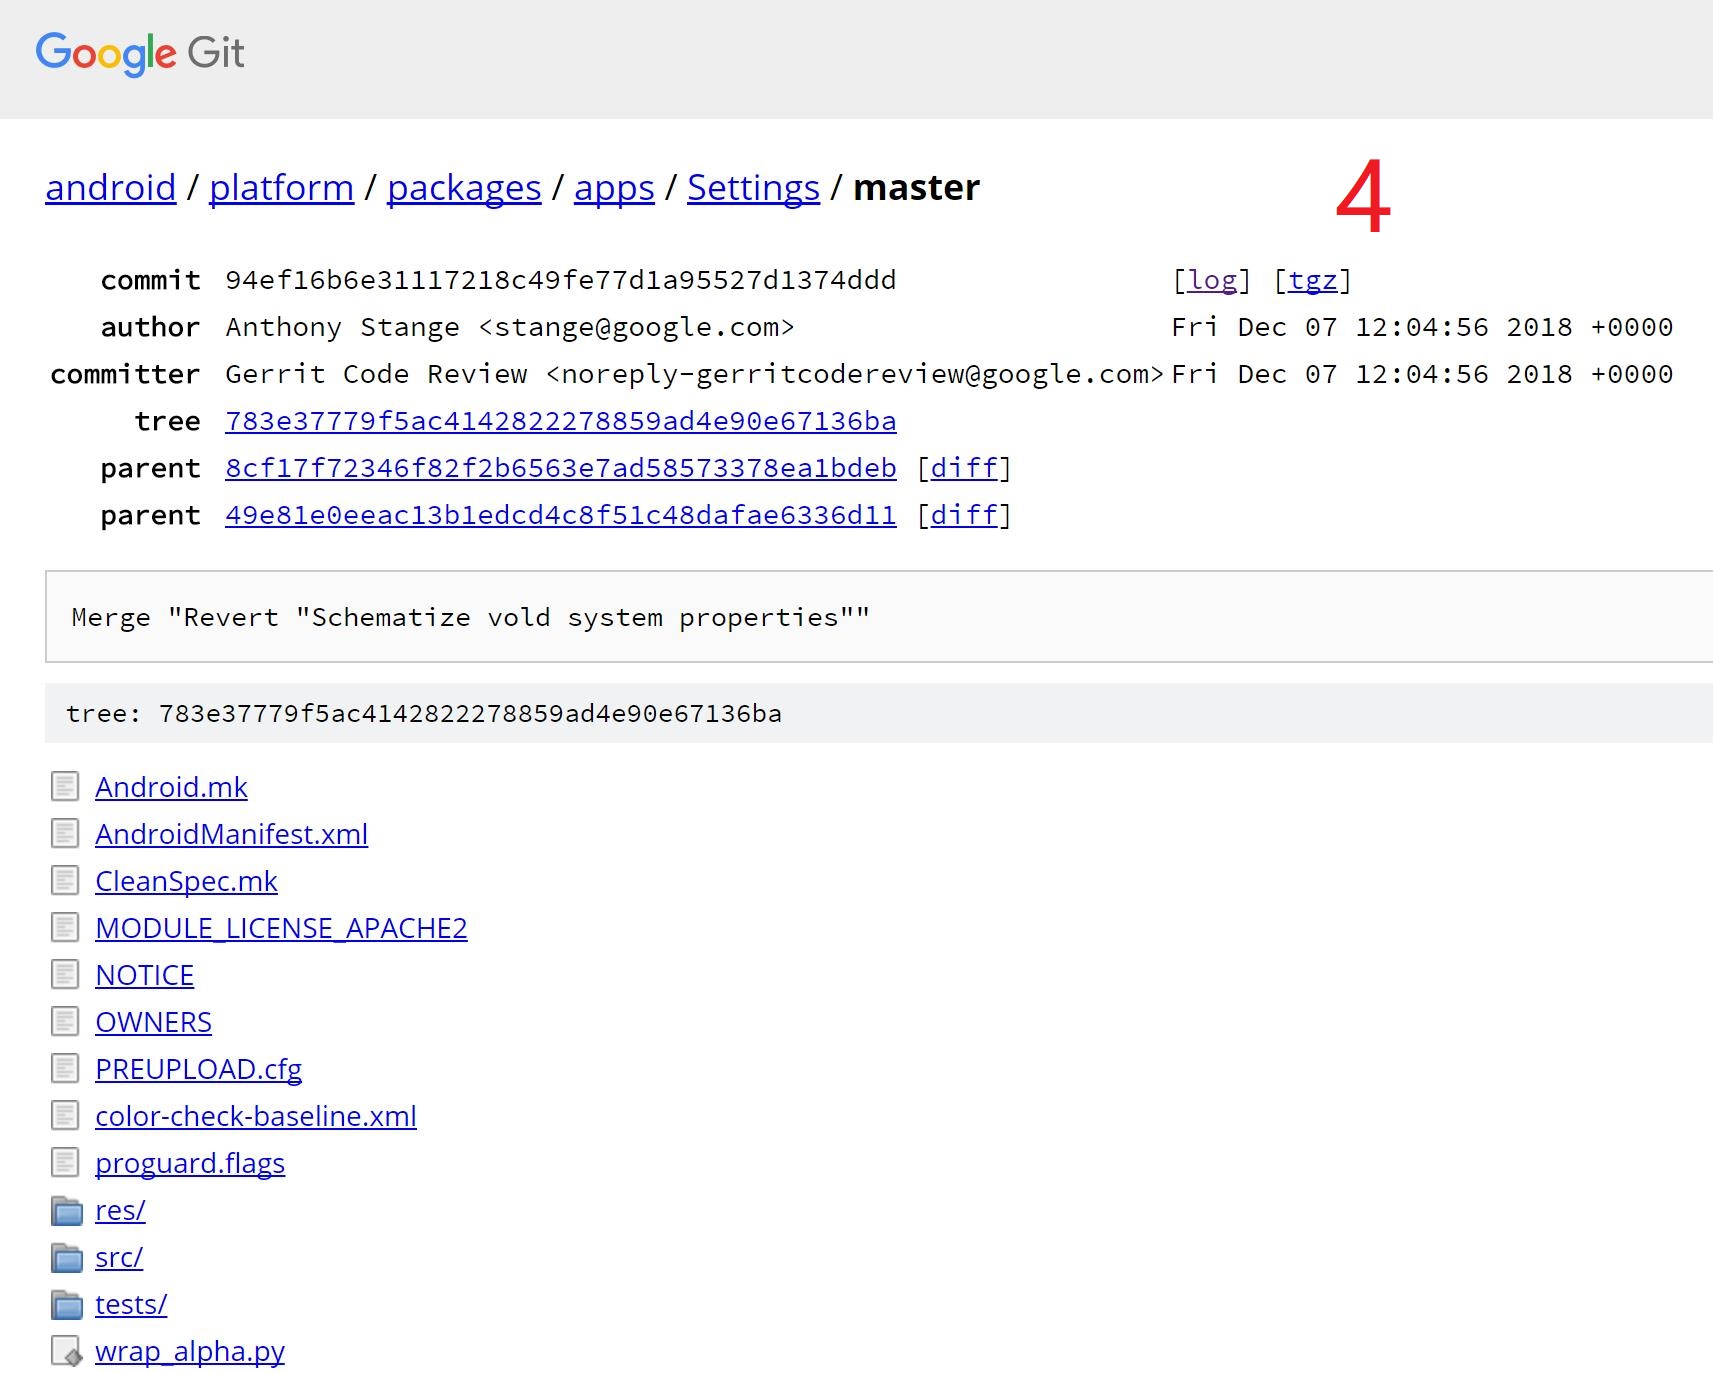 Google Git
android / platform / packages / apps / Settings / master
4
commit 94ef16b6e31117218c49fe77d1a95527d1374ddd [log] [tgz]
author Anthony Stange <stange@google.com> Fri Dec 07 12:04:56 2018 +0000
committer Gerrit Code Review <noreply-gerritcodereview@google.com> Fri Dec 07 12:04:56 2018 +0000
tree 783e37779f5ac4142822278859ad4e90e67136ba
parent 8cf17f72346f82f2b6563e7ad58573378ea1bdeb [diff]
parent 49e81e0eeac13b1edcd4c8f51c48dafae6336d11 [diff]
Merge "Revert "Schematize vold system properties""
tree: 783e37779f5ac4142822278859ad4e90e67136ba
Android.mk
AndroidManifest.xml
CleanSpec.mk
MODULE_LICENSE_APACHE2
NOTICE
OWNERS
PREUPLOAD.cfg
color-check-baseline.xml
proguard.flags
res/
src/
tests/
wrap_alpha.py